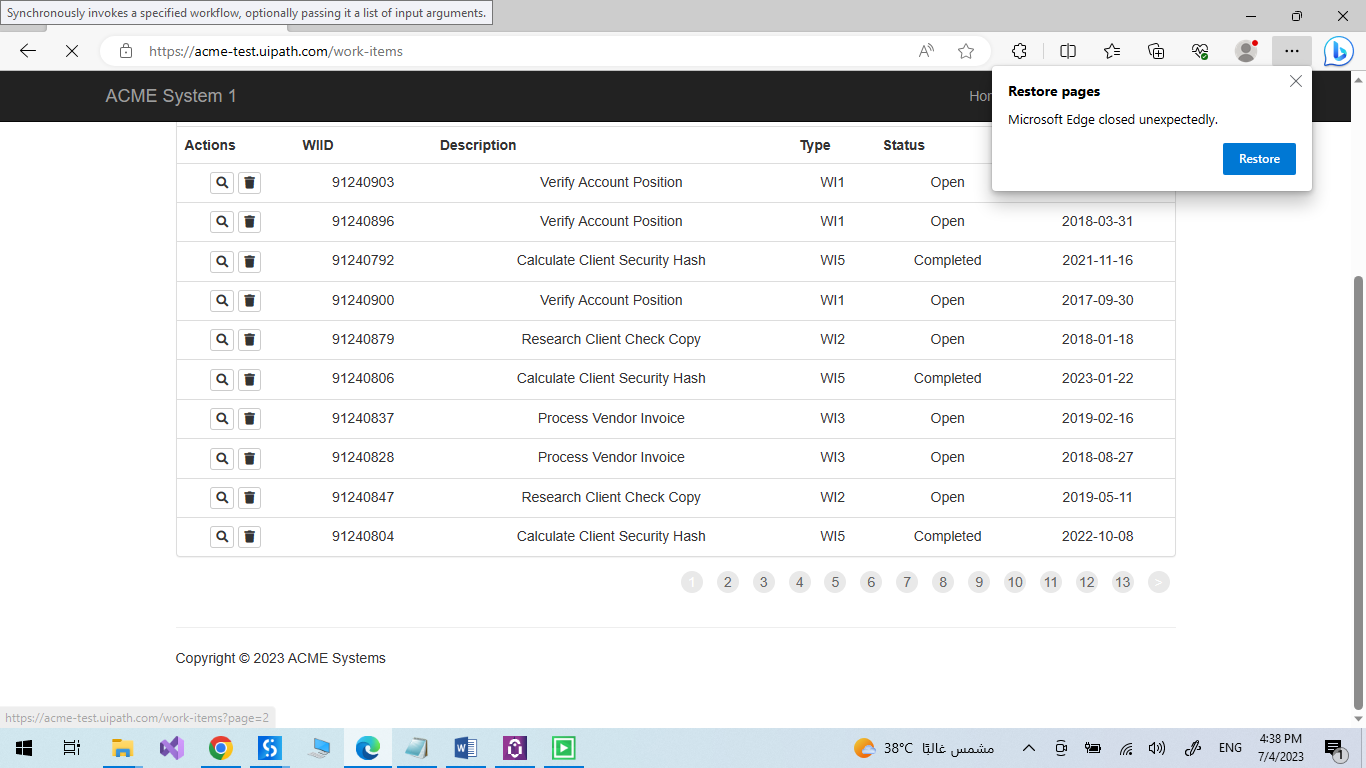 Synchronously invokes a specified workflow, optionally passing it a list of input arguments.
https://acme-test.uipath.com/work-items
ACME System 1
Hor
Restore pages
Microsoft Edge closed unexpectedly.
Restore
Actions WIID Description Type Status
91240903 Verify Account Position WI1 Open
91240896 Verify Account Position WI1 Open 2018-03-31
91240792 Calculate Client Security Hash WI5 Completed 2021-11-16
91240900 Verify Account Position WI1 Open 2017-09-30
91240879 Research Client Check Copy WI2 Open 2018-01-18
91240806 Calculate Client Security Hash WI5 Completed 2023-01-22
91240837 Process Vendor Invoice WI3 Open 2019-02-16
91240828 Process Vendor Invoice WI3 Open 2018-08-27
91240847 Research Client Check Copy WI2 Open 2019-05-11
91240804 Calculate Client Security Hash WI5 Completed 2022-10-08
1 2 3 4 5 6 7 8 9 10 11 12 13 >
Copyright © 2023 ACME Systems
https://acme-test.uipath.com/work-items?page=2
38°C مشمس غالبًا
ENG
4:38 PM
7/4/2023
1